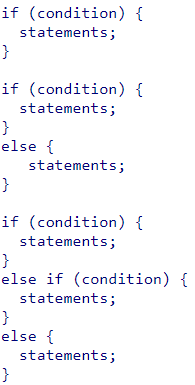 if (condition) {
  statements;
}

if (condition) {
  statements;
}
else {
   statements;
}

if (condition) {
  statements;
}
else if (condition) {
  statements;
}
else {
  statements;
}